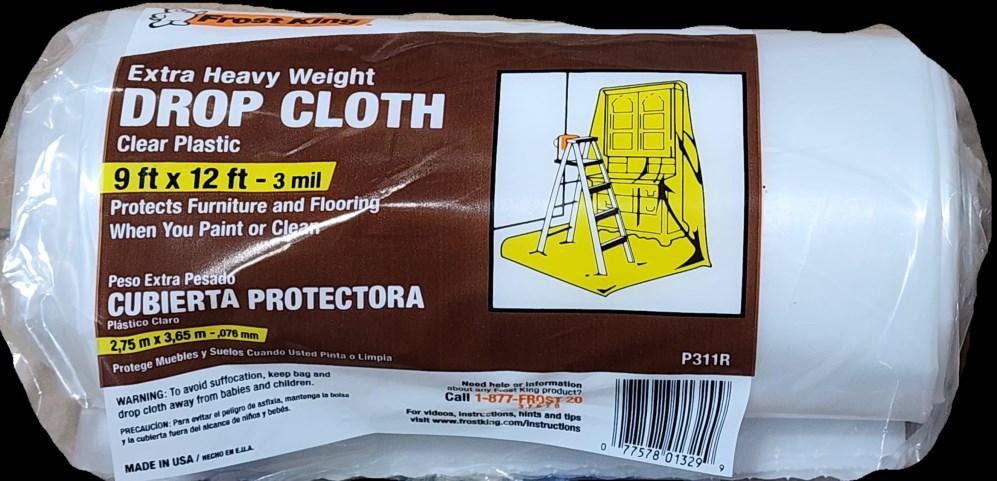 Frost King
Extra Heavy Weight
DROP CLOTH
Clear Plastic
9 ft x 12 ft - 3 mil
Protects Furniture and Flooring
When You Paint or Clean
Peso Extra Pesado
CUBIERTA PROTECTORA
Plástico Claro
2,75 m x 3,65 m - ,076 mm
Protege Muebles y Suelos Cuando Usted Pinta o Limpia
P311R
WARNING: To avoid suffocation, keep bag and
drop cloth away from babies and children.
PRECAUCIÓN: Para evitar el peligro de asfixia, mantenga la bolsa
y la cubierta fuera del alcance de niños y bebés.
MADE IN USA / HECHO EN E.U.A.
Need help or information
about any Frost King product?
Call 1-877-FROST 20
37678
For videos, instructions, hints and tips
visit www.frostking.com/instructions
0 77578 01329 9